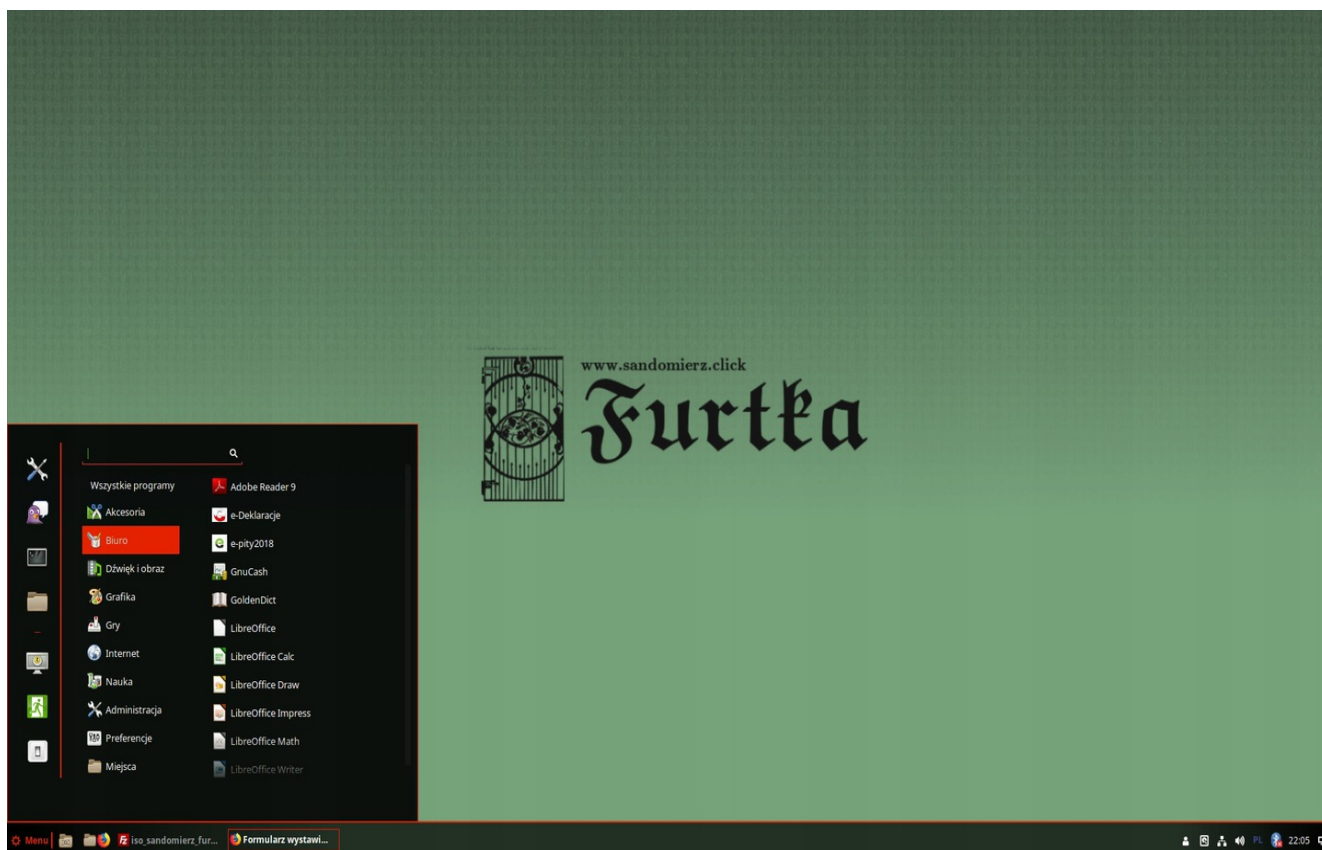 www.sandomierz.click
Furtka
Wszystkie programy
Akcesoria
Biuro
Dźwięk i obraz
Grafika
Gry
Internet
Nauka
Administracja
Preferencje
Miejsca
Adobe Reader 9
e-Deklaracje
e-pity2018
GnuCash
GoldenDict
LibreOffice
LibreOffice Calc
LibreOffice Draw
LibreOffice Impress
LibreOffice Math
LibreOffice Writer
Menu
iso_sandomierz_fur...
Formularz wystawi...
PL
22:05